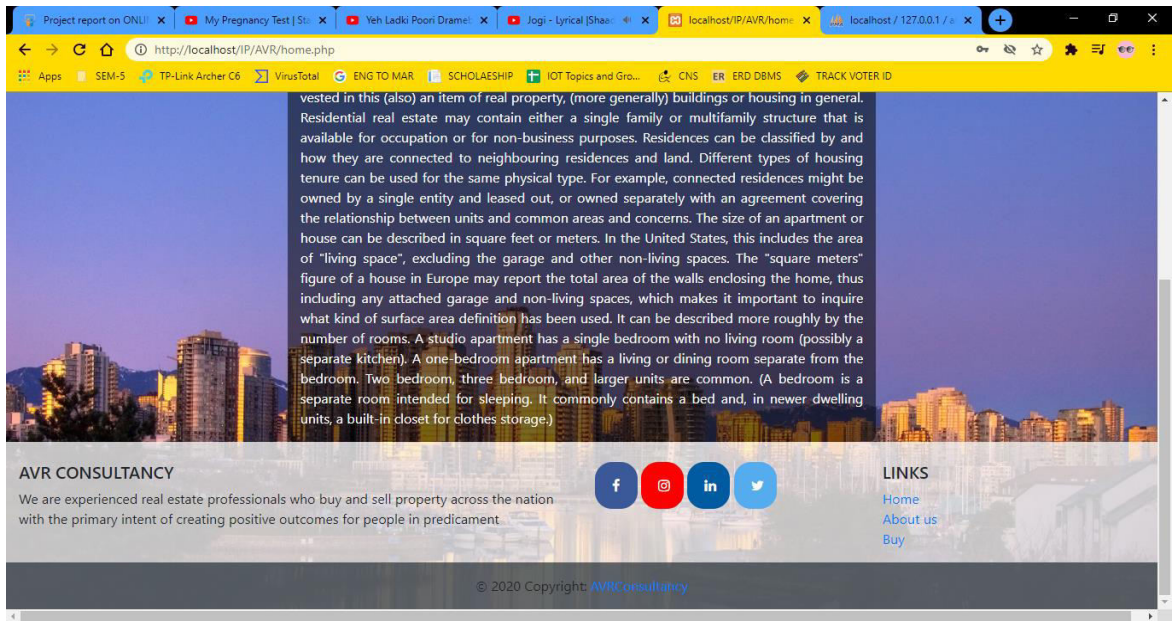 Project report on ONLI
My Pregnancy Test | Sta
Yeh Ladki Poori Drameb
Jogi - Lyrical |Shaad
localhost/IP/AVR/home
localhost / 127.0.0.1 / a
http://localhost/IP/AVR/home.php
Apps SEM-5 TP-Link Archer C6 VirusTotal ENG TO MAR SCHOLAESHIP IOT Topics and Gro... CNS ER ERD DBMS TRACK VOTER ID
vested in this (also) an item of real property, (more generally) buildings or housing in general.
Residential real estate may contain either a single family or multifamily structure that is
available for occupation or for non-business purposes. Residences can be classified by and
how they are connected to neighbouring residences and land. Different types of housing
tenure can be used for the same physical type. For example, connected residences might be
owned by a single entity and leased out, or owned separately with an agreement covering
the relationship between units and common areas and concerns. The size of an apartment or
house can be described in square feet or meters. In the United States, this includes the area
of "living space", excluding the garage and other non-living spaces. The "square meters"
figure of a house in Europe may report the total area of the walls enclosing the home, thus
including any attached garage and non-living spaces, which makes it important to inquire
what kind of surface area definition has been used. It can be described more roughly by the
number of rooms. A studio apartment has a single bedroom with no living room (possibly a
separate kitchen). A one-bedroom apartment has a living or dining room separate from the
bedroom. Two bedroom, three bedroom, and larger units are common. (A bedroom is a
separate room intended for sleeping. It commonly contains a bed and, in newer dwelling
units, a built-in closet for clothes storage.)
AVR CONSULTANCY
We are experienced real estate professionals who buy and sell property across the nation
with the primary intent of creating positive outcomes for people in predicament
f in
LINKS
Home
About us
Buy
© 2020 Copyright: AVRConsultancy